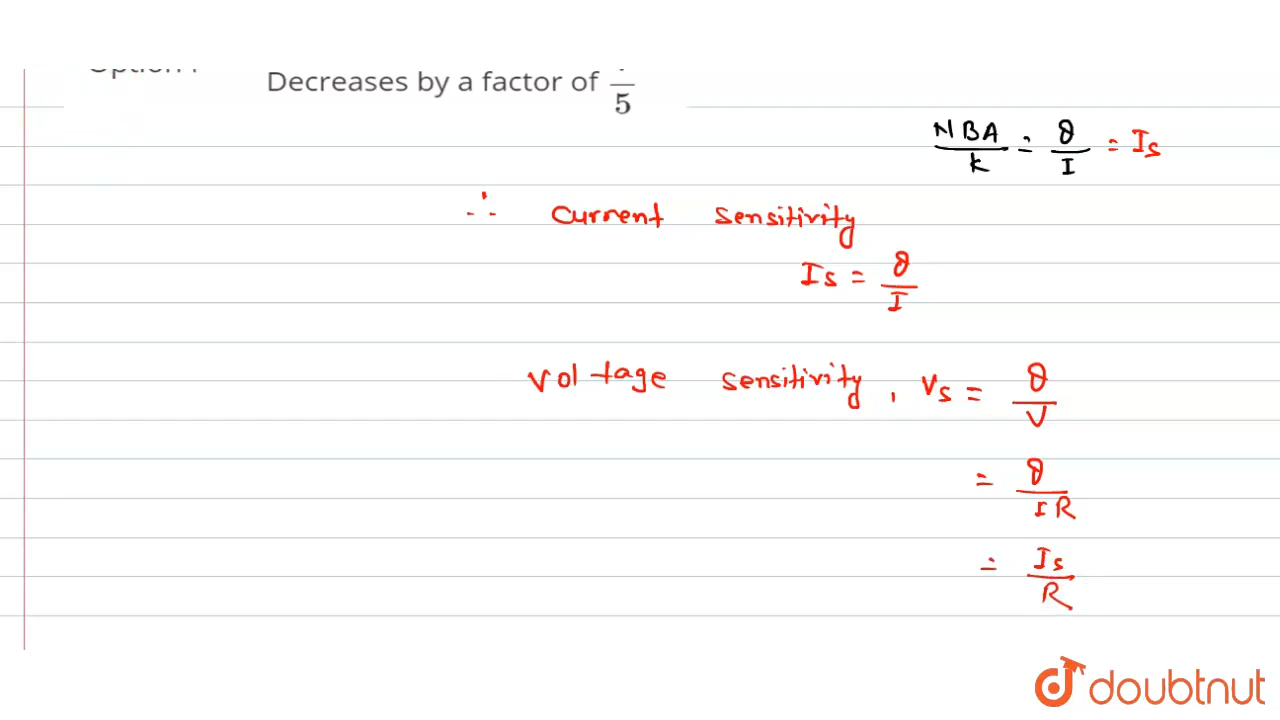 Decreases by a factor of
5
NBA/k = θ/I = Is
∴ Current sensitivity
Is = θ/I
Voltage sensitivity, Vs = θ/V
= θ/IR
= Is/R
doubtnut